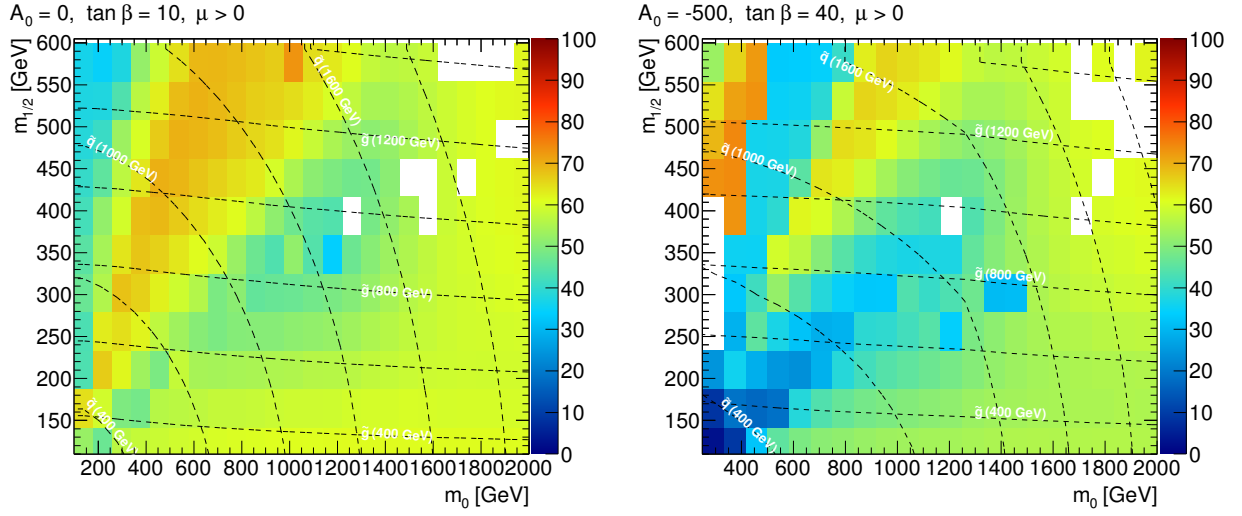 A₀ = 0, tan β = 10, μ > 0
m₁/₂ [GeV]
600
550
500
450
400
350
300
250
200
150
q̃ (1600 GeV)
g̃ (1200 GeV)
q̃ (1000 GeV)
g̃ (800 GeV)
q̃ (400 GeV)
g̃ (400 GeV)
200 400 600 800 1000 1200 1400 1600 1800 2000
m₀ [GeV]
100
90
80
70
60
50
40
30
20
10
0
A₀ = -500, tan β = 40, μ > 0
m₁/₂ [GeV]
600
550
500
450
400
350
300
250
200
150
q̃ (1600 GeV)
g̃ (1200 GeV)
q̃ (1000 GeV)
g̃ (800 GeV)
q̃ (400 GeV)
g̃ (400 GeV)
400 600 800 1000 1200 1400 1600 1800 2000
m₀ [GeV]
100
90
80
70
60
50
40
30
20
10
0